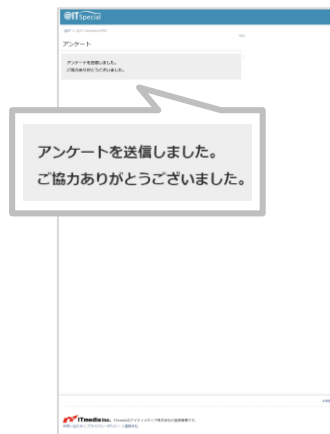 @IT Special
アンケート
アンケートを送信しました。
ご協力ありがとうございました。
アンケートを送信しました。
ご協力ありがとうございました。
ITmedia Inc.